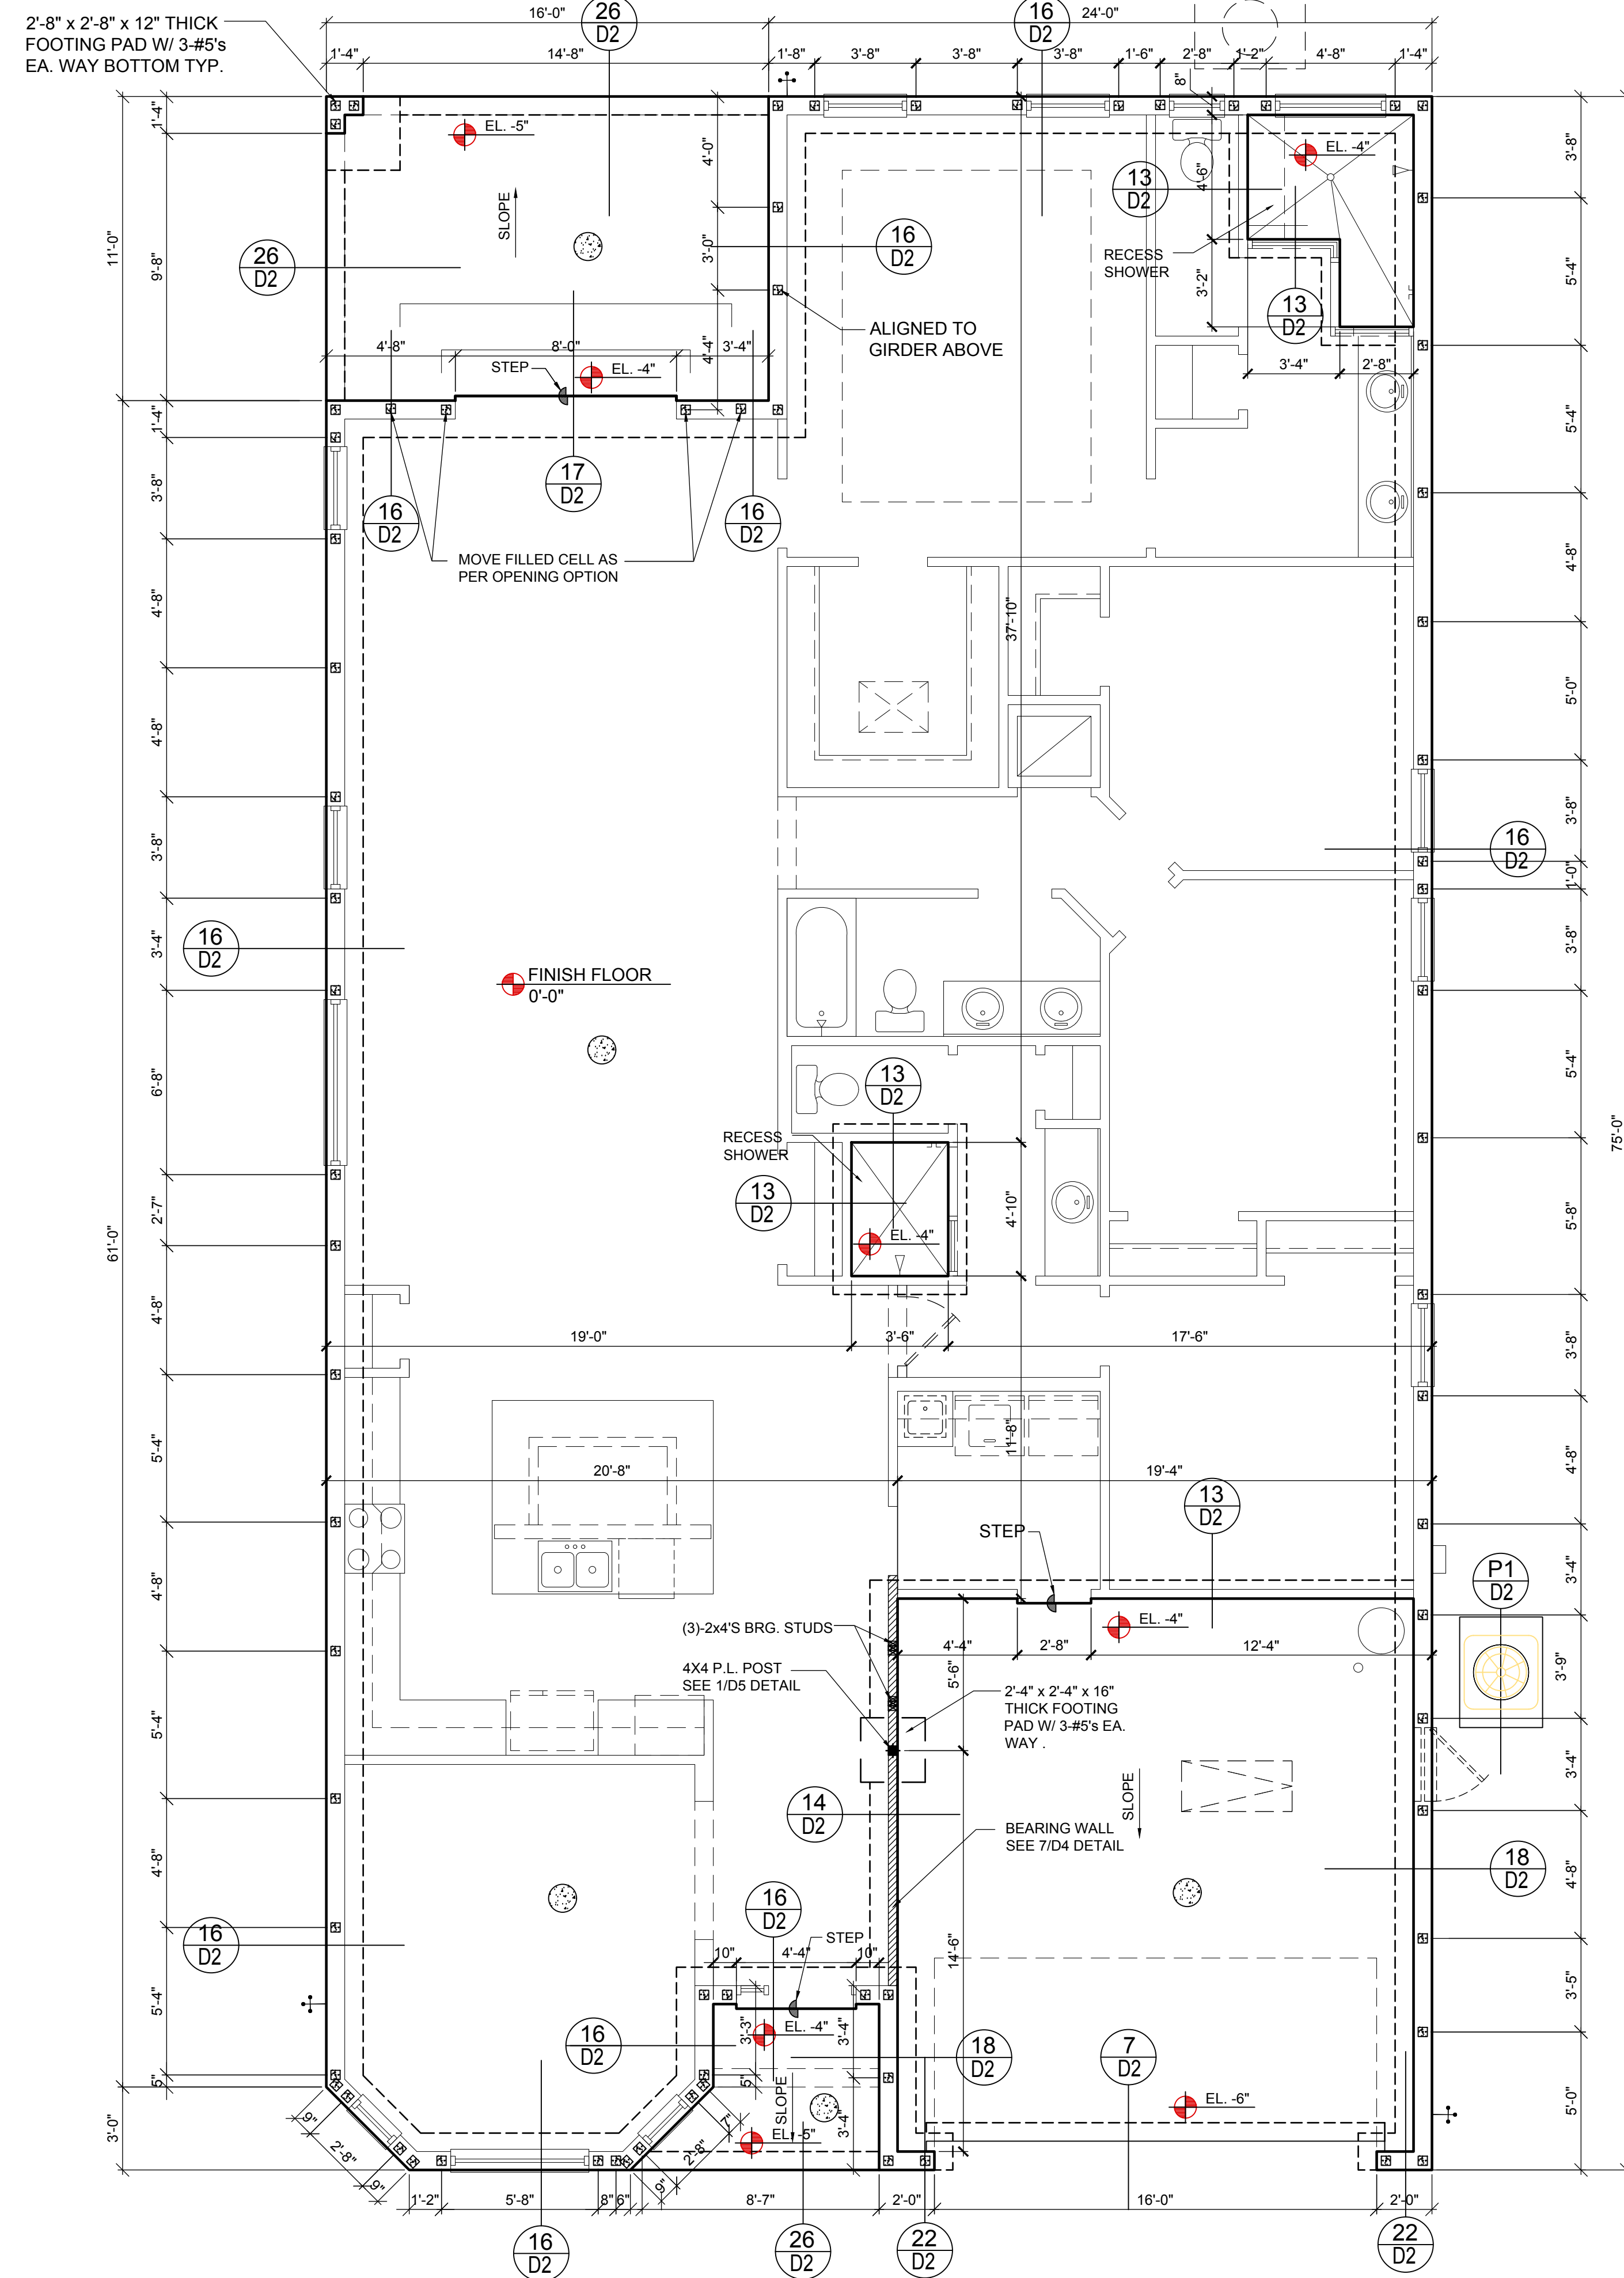 2'-8" x 2'-8" x 12" THICK
FOOTING PAD W/ 3-#5's
EA. WAY BOTTOM TYP.
16'-0"
26
D2
16
D2
24'-0"
1'-4"
14'-8"
1'-8"
3'-8"
3'-8"
3'-8"
1'-6"
2'-8"
1'-2"
4'-8"
1'-4"
8"
1'-4"
11'-0"
9'-8"
EL. -5"
SLOPE
26
D2
4'-0"
3'-0"
4'-4"
16
D2
ALIGNED TO
GIRDER ABOVE
13
D2
4'-6"
EL. -4"
RECESS
SHOWER
3'-2"
13
D2
3'-4"
2'-8"
3'-8"
5'-4"
5'-4"
4'-8"
5'-0"
3'-8"
1'-0"
3'-8"
5'-4"
5'-8"
3'-8"
4'-8"
3'-4"
3'-9"
3'-4"
4'-8"
3'-5"
5'-0"
75'-0"
4'-8"
8'-0"
3'-4"
STEP
EL. -4"
17
D2
16
D2
16
D2
MOVE FILLED CELL AS
PER OPENING OPTION
1'-4"
3'-8"
4'-8"
4'-8"
3'-8"
3'-4"
6'-8"
2'-7"
4'-8"
5'-4"
4'-8"
5'-4"
4'-8"
5'-4"
5"
61'-0"
3'-0"
37'-10"
16
D2
16
D2
FINISH FLOOR
0'-0"
13
D2
RECESS
SHOWER
13
D2
EL. -4"
4'-10"
19'-0"
3'-6"
17'-6"
11'-8"
20'-8"
19'-4"
13
D2
STEP
P1
D2
EL. -4"
(3)-2x4'S BRG. STUDS
4'-4"
2'-8"
12'-4"
5'-6"
4X4 P.L. POST
SEE 1/D5 DETAIL
2'-4" x 2'-4" x 16"
THICK FOOTING
PAD W/ 3-#5's EA.
WAY .
SLOPE
14
D2
BEARING WALL
SEE 7/D4 DETAIL
18
D2
16
D2
16
D2
STEP
10"
4'-4"
10"
14'-6"
EL. -4"
3'-3"
3'-4"
16
D2
18
D2
7
D2
5"
SLOPE
3'-4"
EL. -5"
EL. -6"
9"
2'-8"
9"
7"
2'-8"
9"
1'-2"
5'-8"
8"
6"
8'-7"
2'-0"
16'-0"
2'-0"
16
D2
26
D2
22
D2
22
D2